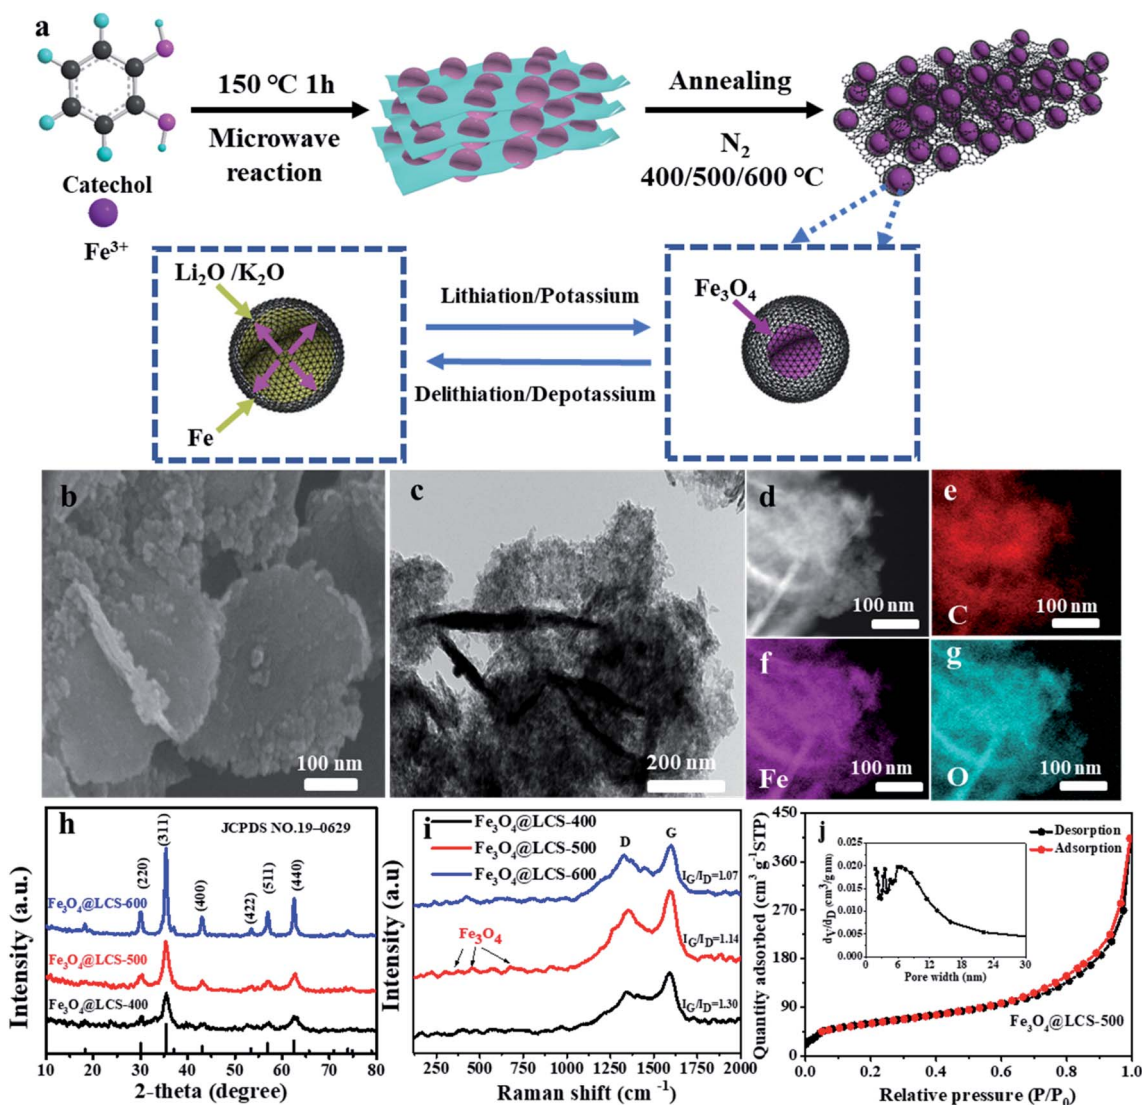 a
150 °C 1h
Microwave
reaction
Annealing
N2
400/500/600 °C
Catechol
Fe3+
Li2O /K2O
Fe
Lithiation/Potassium
Delithiation/Depotassium
Fe3O4
b
100 nm
c
200 nm
d
100 nm
e
C
100 nm
f
Fe
100 nm
g
O
100 nm
h
JCPDS NO.19–0629
(220)
(311)
(400)
(422)
(511)
(440)
Fe3O4@LCS-600
Fe3O4@LCS-500
Fe3O4@LCS-400
Intensity (a.u.)
10 20 30 40 50 60 70 80
2-theta (degree)
i
Fe3O4@LCS-400
Fe3O4@LCS-500
Fe3O4@LCS-600
D
G
IG/ID=1.07
IG/ID=1.14
IG/ID=1.30
Fe3O4
Intensity (a.u)
250 500 750 1000 1250 1500 1750 2000
Raman shift (cm -1)
j
Desorption
Adsorption
Quantity adsorbed (cm3 g-1STP)
450
360
270
180
90
0
0.0 0.2 0.4 0.6 0.8 1.0
Relative pressure (P/P0)
Fe3O4@LCS-500
dV/dD (cm3/g nm)
0.025
0.020
0.015
0.010
0.005
0.000
0 6 12 18 24 30
Pore width (nm)